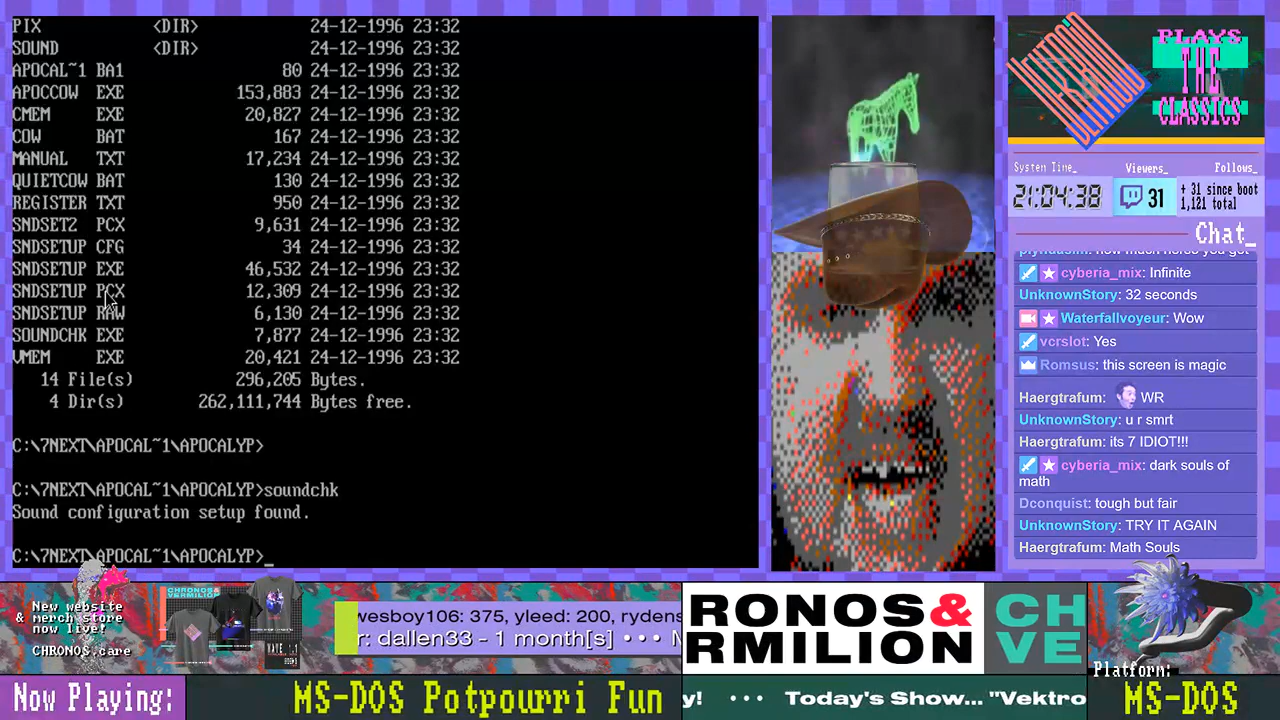 PIX <DIR> 24-12-1996 23:32
SOUND <DIR> 24-12-1996 23:32
APOCAL~1 BA1 80 24-12-1996 23:32
APOCCOW EXE 153,883 24-12-1996 23:32
CMEM EXE 20,827 24-12-1996 23:32
COW BAT 167 24-12-1996 23:32
MANUAL TXT 17,234 24-12-1996 23:32
QUIETCOW BAT 130 24-12-1996 23:32
REGISTER TXT 950 24-12-1996 23:32
SNDSET2 PCX 9,631 24-12-1996 23:32
SNDSETUP CFG 34 24-12-1996 23:32
SNDSETUP EXE 46,532 24-12-1996 23:32
SNDSETUP PCX 12,309 24-12-1996 23:32
SNDSETUP RAW 6,130 24-12-1996 23:32
SOUNDCHK EXE 7,877 24-12-1996 23:32
VMEM EXE 20,421 24-12-1996 23:32
14 File(s) 296,205 Bytes.
4 Dir(s) 262,111,744 Bytes free.
C:\7NEXT\APOCAL~1\APOCALYP>
C:\7NEXT\APOCAL~1\APOCALYP>soundchk
Sound configuration setup found.
C:\7NEXT\APOCAL~1\APOCALYP>_
PLAYS
THE
CLASSICS
System Time_
21:04:38
Viewers_
31
Follows_
+ 31 since boot
1,121 total
Chat_
cyberia_mix: Infinite
UnknownStory: 32 seconds
Waterfallvoyeur: Wow
vcrslot: Yes
Romsus: this screen is magic
Haergtrafum: WR
UnknownStory: u r smrt
Haergtrafum: its 7 IDIOT!!!
cyberia_mix: dark souls of
math
Dconquist: tough but fair
UnknownStory: TRY IT AGAIN
Haergtrafum: Math Souls
New website
& merch store
now live!
CHRONOS.care
CHRONOS&
VERMILION
wesboy106: 375, yleed: 200, rydens
r: dallen33 - 1 month[s] ••• M
RONOS&
RMILION
CH
VE
Platform:
MS-DOS
Now Playing:
MS-DOS Potpourri Fun
y! ••• Today's Show... "Vektro